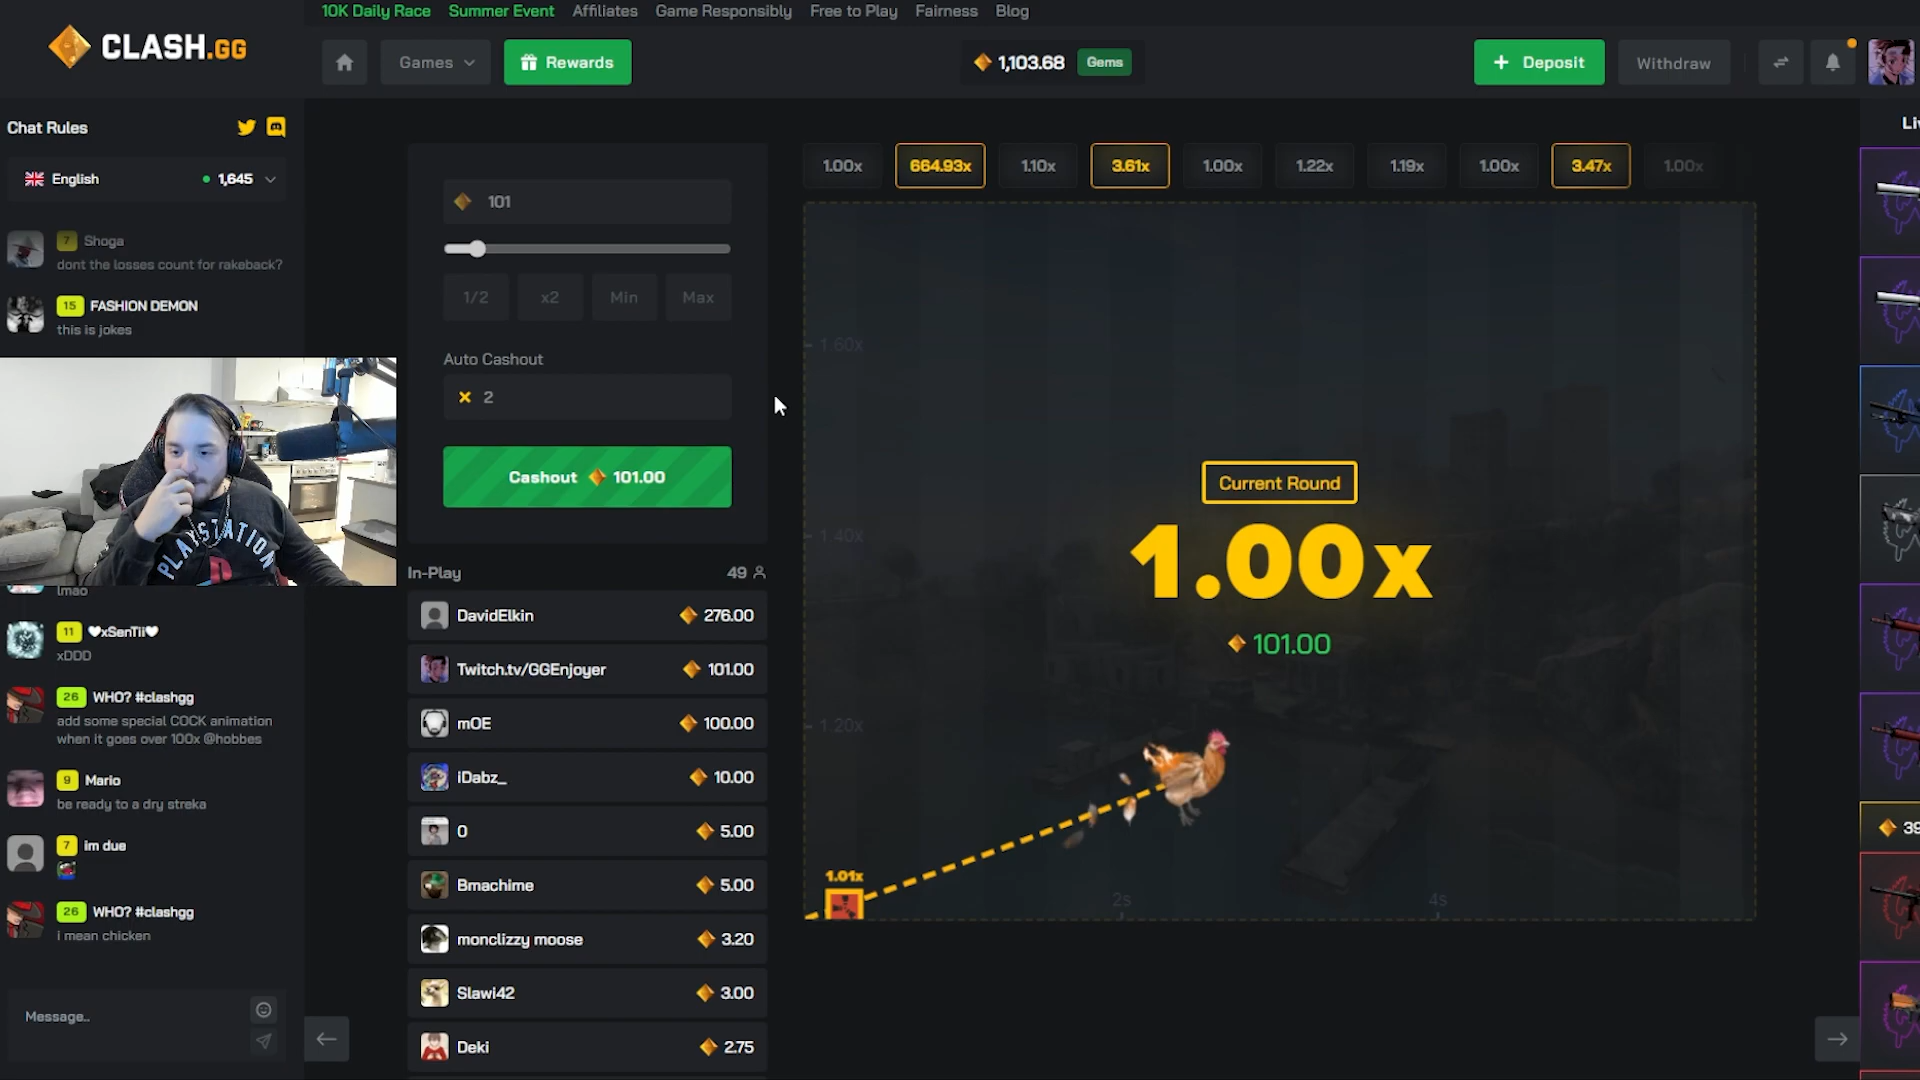 10K Daily Race Summer Event Affiliates Game Responsibly Free to Play Fairness Blog
CLASH.GG
Games
Rewards
1,103.68 Gems
+ Deposit
Withdraw
Chat Rules
English
1,645
7 Shoga
dont the losses count for rakeback?
15 FASHION DEMON
this is jokes
lmao
11 ♥xSenTii♥
xDDD
26 WHO? #clashgg
add some special COCK animation
when it goes over 100x @hobbes
9 Mario
be ready to a dry streka
7 im due
26 WHO? #clashgg
i mean chicken
Message..
101
1/2 x2 Min Max
Auto Cashout
2
Cashout 101.00
In-Play 49
DavidElkin 276.00
Twitch.tv/GGEnjoyer 101.00
mOE 100.00
iDabz_ 10.00
0 5.00
Bmachime 5.00
monclizzy moose 3.20
Slawi42 3.00
Deki 2.75
PLAYSTATION
1.00x 664.93x 1.10x 3.61x 1.00x 1.22x 1.19x 1.00x 3.47x 1.00x
1.60x
1.40x
1.20x
Current Round
1.00x
101.00
1.01x
2s 4s
Li
39